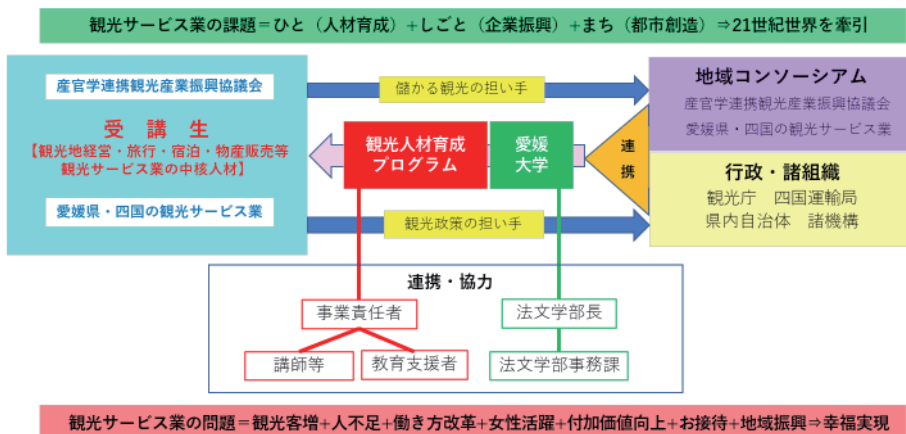 観光サービス業の課題＝ひと（人材育成）+しごと（企業振興）+まち（都市創造）⇒21世紀世界を牽引
産官学連携観光産業振興協議会
受 講 生
【観光地経営・旅行・宿泊・物産販売等
観光サービス業の中核人材】
愛媛県・四国の観光サービス業
儲かる観光の担い手
観光人材育成
プログラム
愛媛
大学
連
携
観光政策の担い手
地域コンソーシアム
産官学連携観光産業振興協議会
愛媛県・四国の観光サービス業
行政・諸組織
観光庁　四国運輸局
県内自治体　諸機構
連携・協力
事業責任者
講師等
教育支援者
法文学部長
法文学部事務課
観光サービス業の問題＝観光客増+人不足+働き方改革+女性活躍+付加価値向上+お接待+地域振興⇒幸福実現